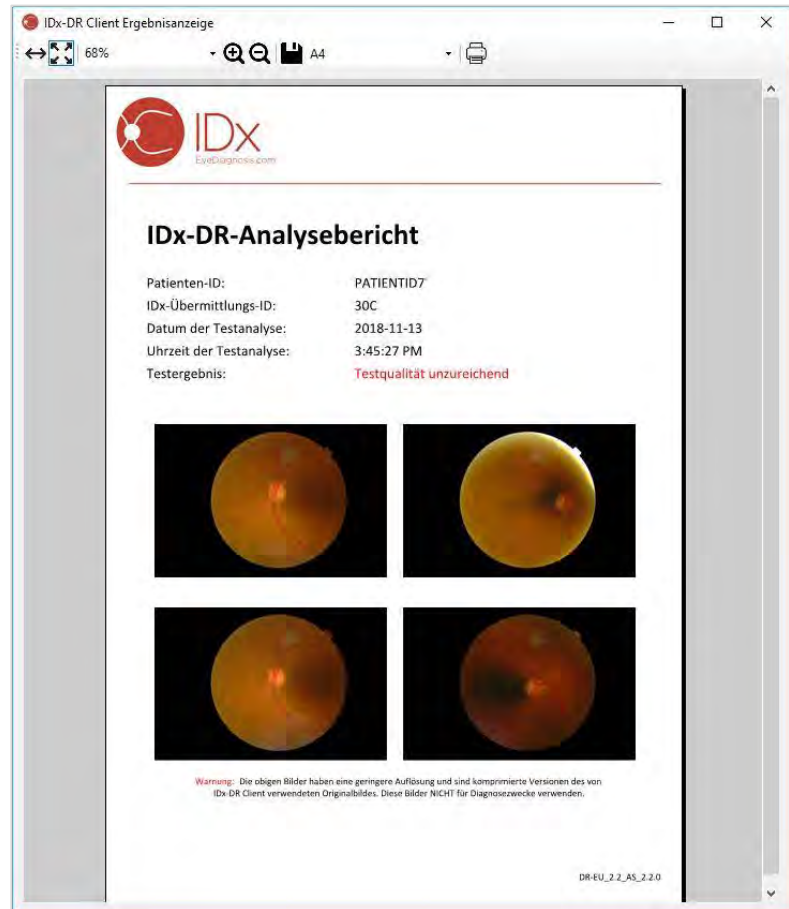 IDx-DR Client Ergebnisanzeige
68% A4
IDx
EyeDiagnosis.com
IDx-DR-Analysebericht
Patienten-ID: PATIENTID7
IDx-Übermittlungs-ID: 30C
Datum der Testanalyse: 2018-11-13
Uhrzeit der Testanalyse: 3:45:27 PM
Testergebnis: Testqualität unzureichend
Warnung: Die obigen Bilder haben eine geringere Auflösung und sind komprimierte Versionen des von
IDx-DR Client verwendeten Originalbildes. Diese Bilder NICHT für Diagnosezwecke verwenden.
DR-EU_2.2_AS_2.2.0